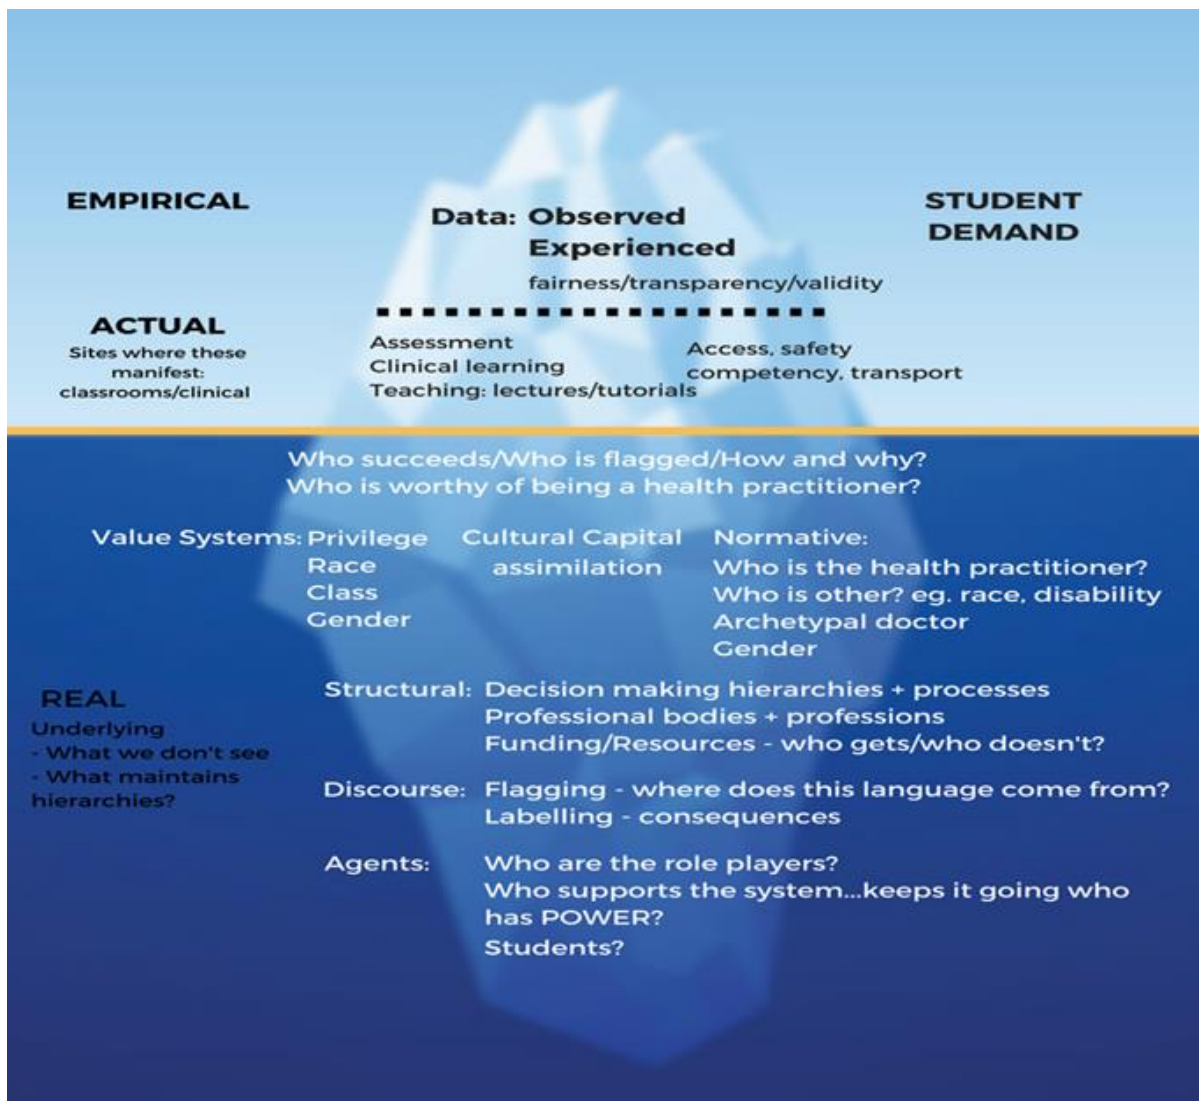 EMPIRICAL
Data: Observed
Experienced
fairness/transparency/validity
STUDENT
DEMAND
ACTUAL
Sites where these
manifest:
classrooms/clinical
Assessment
Clinical learning
Teaching: lectures/tutorials
Access, safety
competency, transport
Who succeeds/Who is flagged/How and why?
Who is worthy of being a health practitioner?
Value Systems: Privilege
Race
Class
Gender
Cultural Capital
assimilation
Normative:
Who is the health practitioner?
Who is other? eg. race, disability
Archetypal doctor
Gender
REAL
Underlying
- What we don't see
- What maintains
hierarchies?
Structural: Decision making hierarchies + processes
Professional bodies + professions
Funding/Resources - who gets/who doesn't?
Discourse: Flagging - where does this language come from?
Labelling - consequences
Agents: Who are the role players?
Who supports the system...keeps it going who
has POWER?
Students?